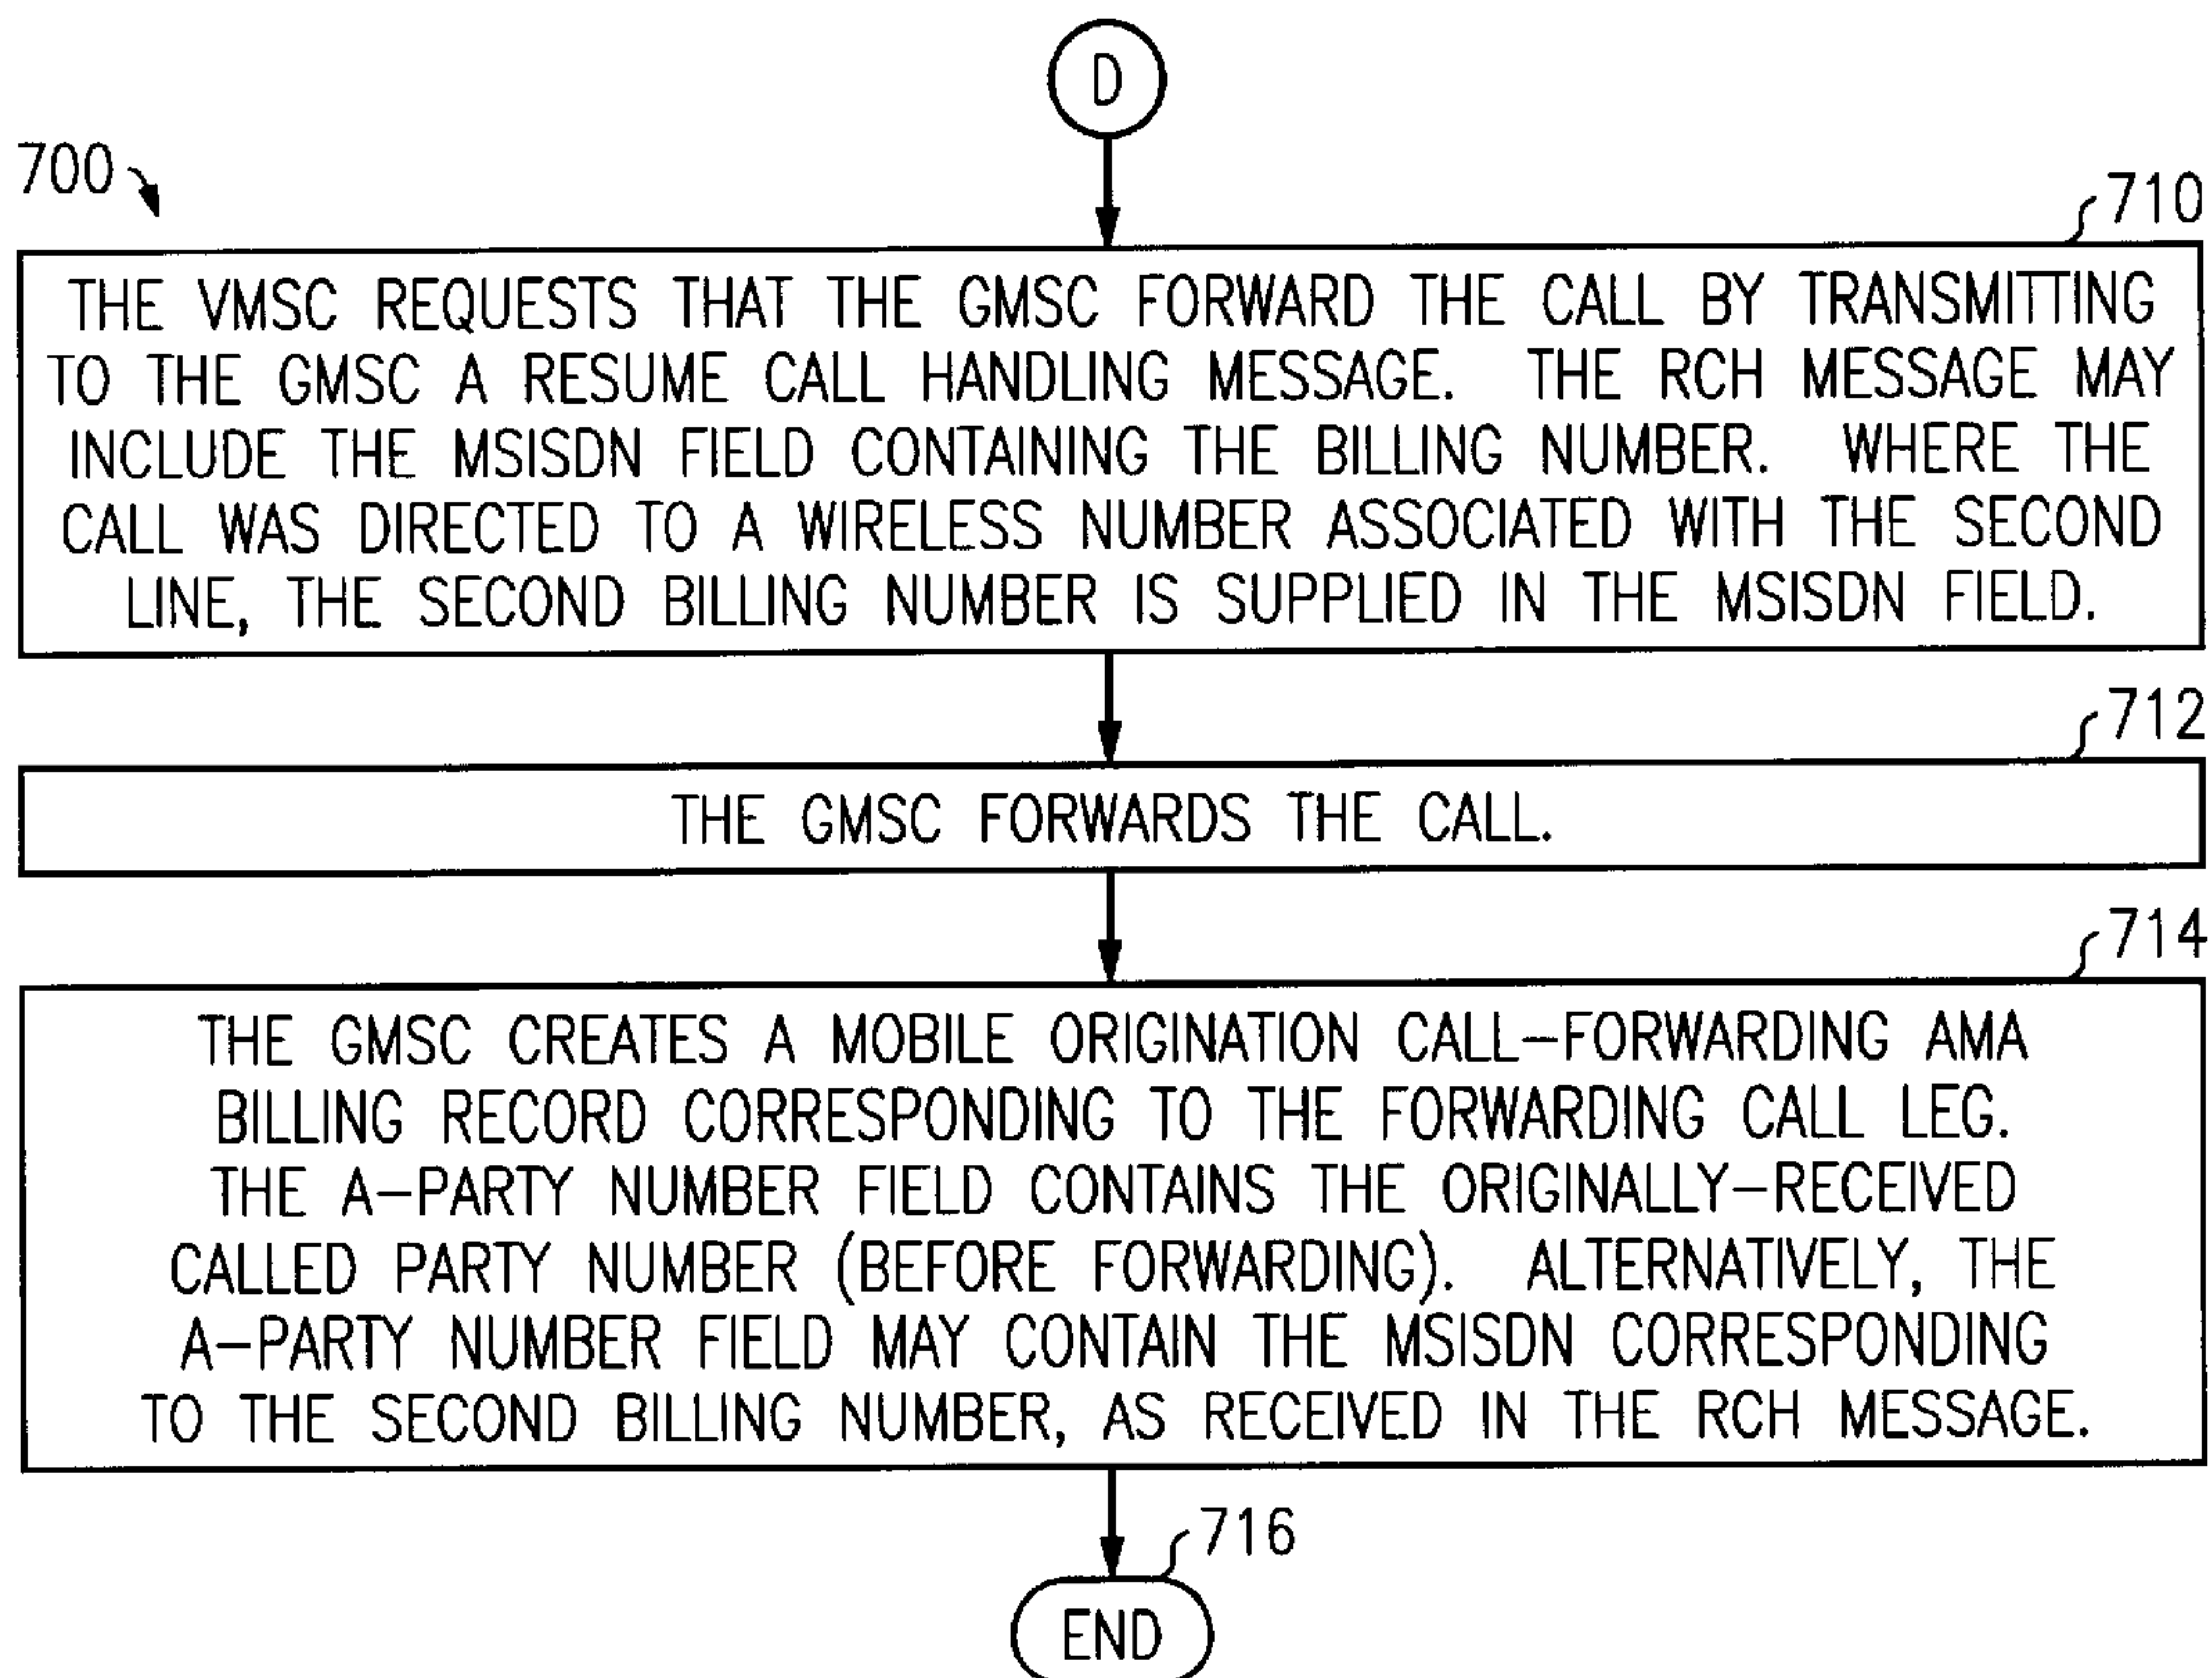 D
700
710
THE VMSC REQUESTS THAT THE GMSC FORWARD THE CALL BY TRANSMITTING
TO THE GMSC A RESUME CALL HANDLING MESSAGE. THE RCH MESSAGE MAY
INCLUDE THE MSISDN FIELD CONTAINING THE BILLING NUMBER. WHERE THE
CALL WAS DIRECTED TO A WIRELESS NUMBER ASSOCIATED WITH THE SECOND
LINE, THE SECOND BILLING NUMBER IS SUPPLIED IN THE MSISDN FIELD.
712
THE GMSC FORWARDS THE CALL.
714
THE GMSC CREATES A MOBILE ORIGINATION CALL-FORWARDING AMA
BILLING RECORD CORRESPONDING TO THE FORWARDING CALL LEG.
THE A-PARTY NUMBER FIELD CONTAINS THE ORIGINALLY-RECEIVED
CALLED PARTY NUMBER (BEFORE FORWARDING). ALTERNATIVELY, THE
A-PARTY NUMBER FIELD MAY CONTAIN THE MSISDN CORRESPONDING
TO THE SECOND BILLING NUMBER, AS RECEIVED IN THE RCH MESSAGE.
716
END